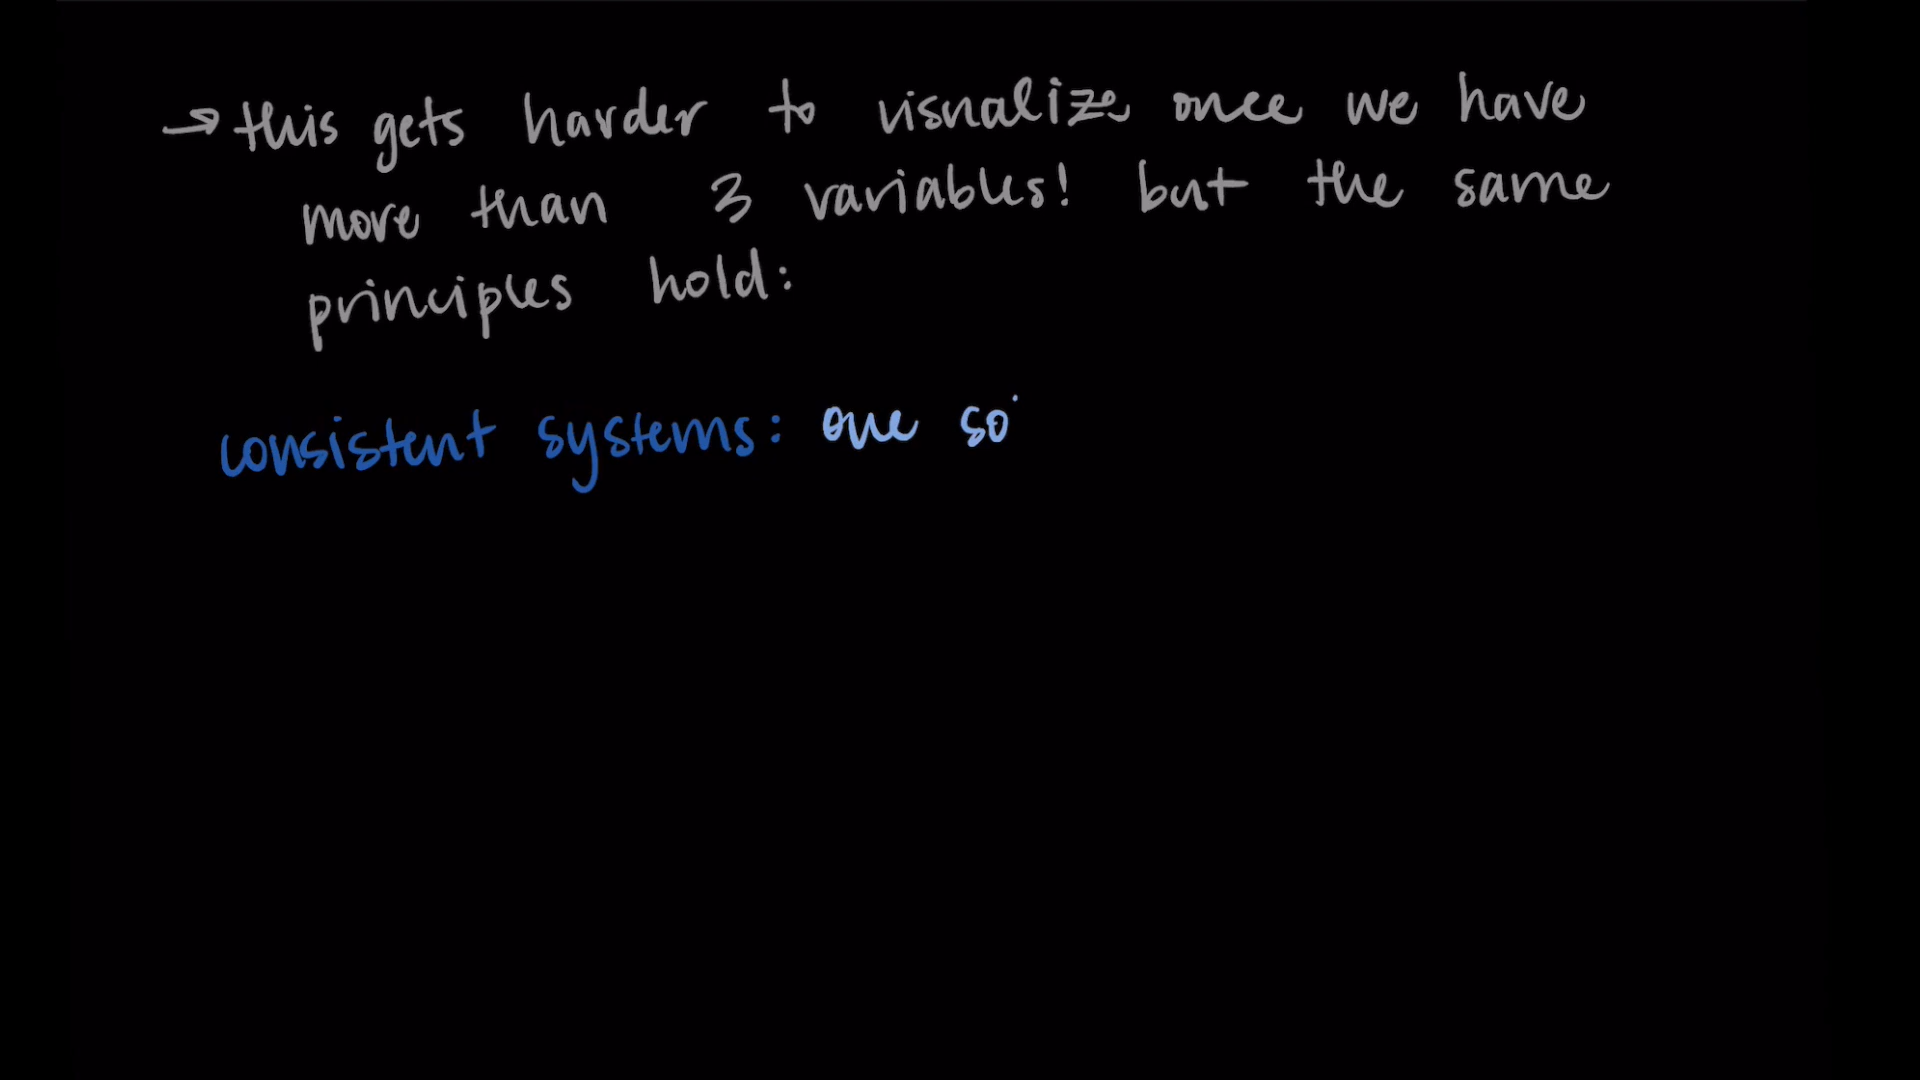 → this gets harder to visualize once we have
more than 3 variables! but the same
principles hold:
consistent systems: one so